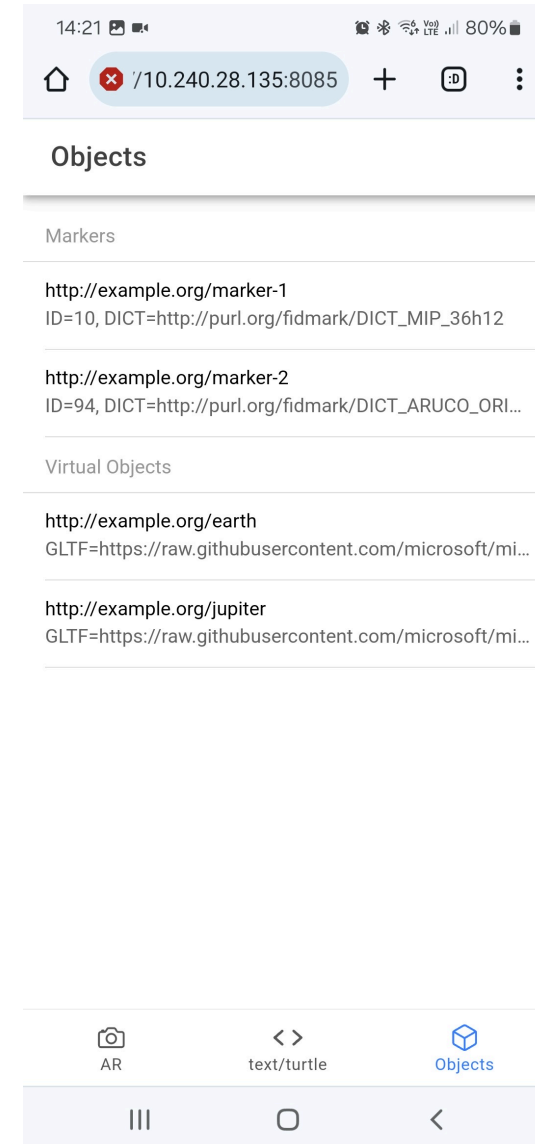 14:21
Vo))
LTE
80%
/10.240.28.135:8085
:D
Objects
Markers
http://example.org/marker-1
ID=10, DICT=http://purl.org/fidmark/DICT_MIP_36h12
http://example.org/marker-2
ID=94, DICT=http://purl.org/fidmark/DICT_ARUCO_ORI...
Virtual Objects
http://example.org/earth
GLTF=https://raw.githubusercontent.com/microsoft/mi...
http://example.org/jupiter
GLTF=https://raw.githubusercontent.com/microsoft/mi...
AR
text/turtle
Objects